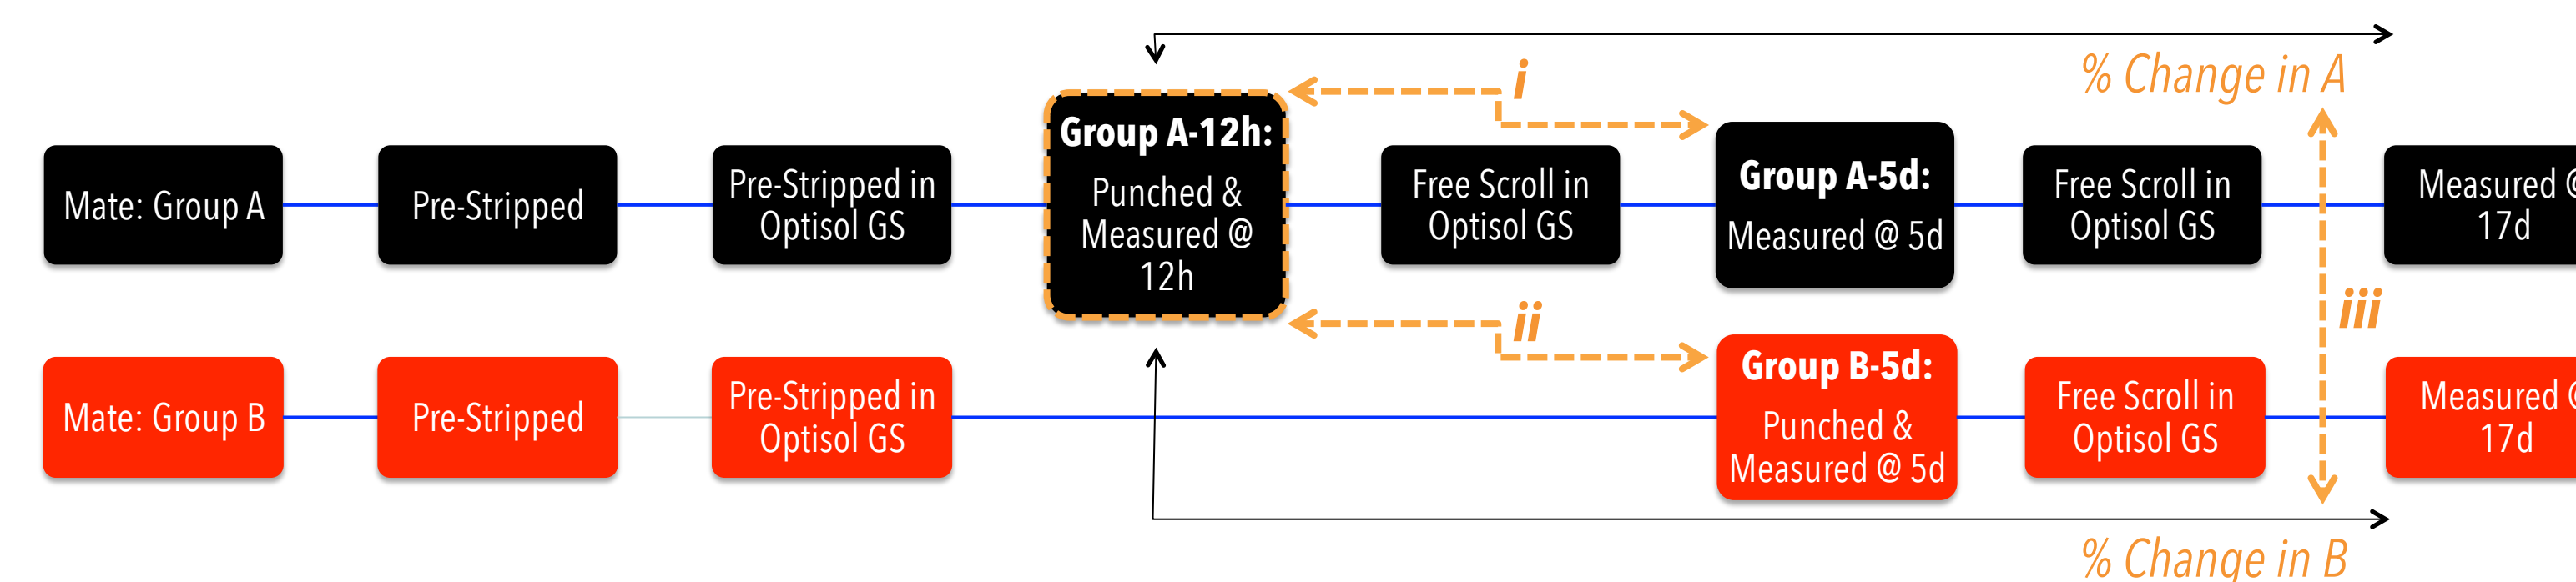 % Change in A
i
Mate: Group A
Pre-Stripped
Pre-Stripped in
Optisol GS
Group A-12h:
Punched &
Measured @
12h
Free Scroll in
Optisol GS
Group A-5d:
Measured @ 5d
Free Scroll in
Optisol GS
Measured @
17d
ii
iii
Mate: Group B
Pre-Stripped
Pre-Stripped in
Optisol GS
Group B-5d:
Punched &
Measured @ 5d
Free Scroll in
Optisol GS
Measured @
17d
% Change in B